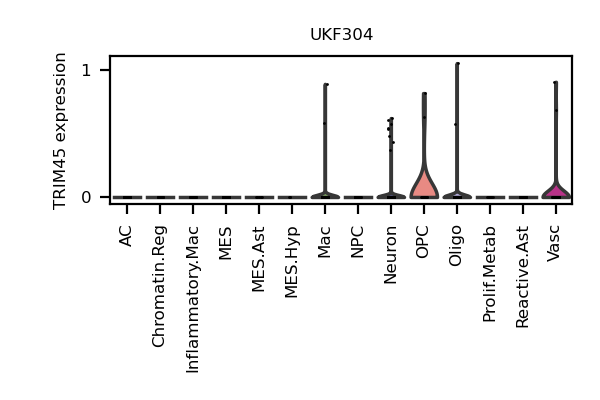 UKF304
TRIM45 expression
1
0
AC
Chromatin.Reg
Inflammatory.Mac
MES
MES.Ast
MES.Hyp
Mac
NPC
Neuron
OPC
Oligo
Prolif.Metab
Reactive.Ast
Vasc